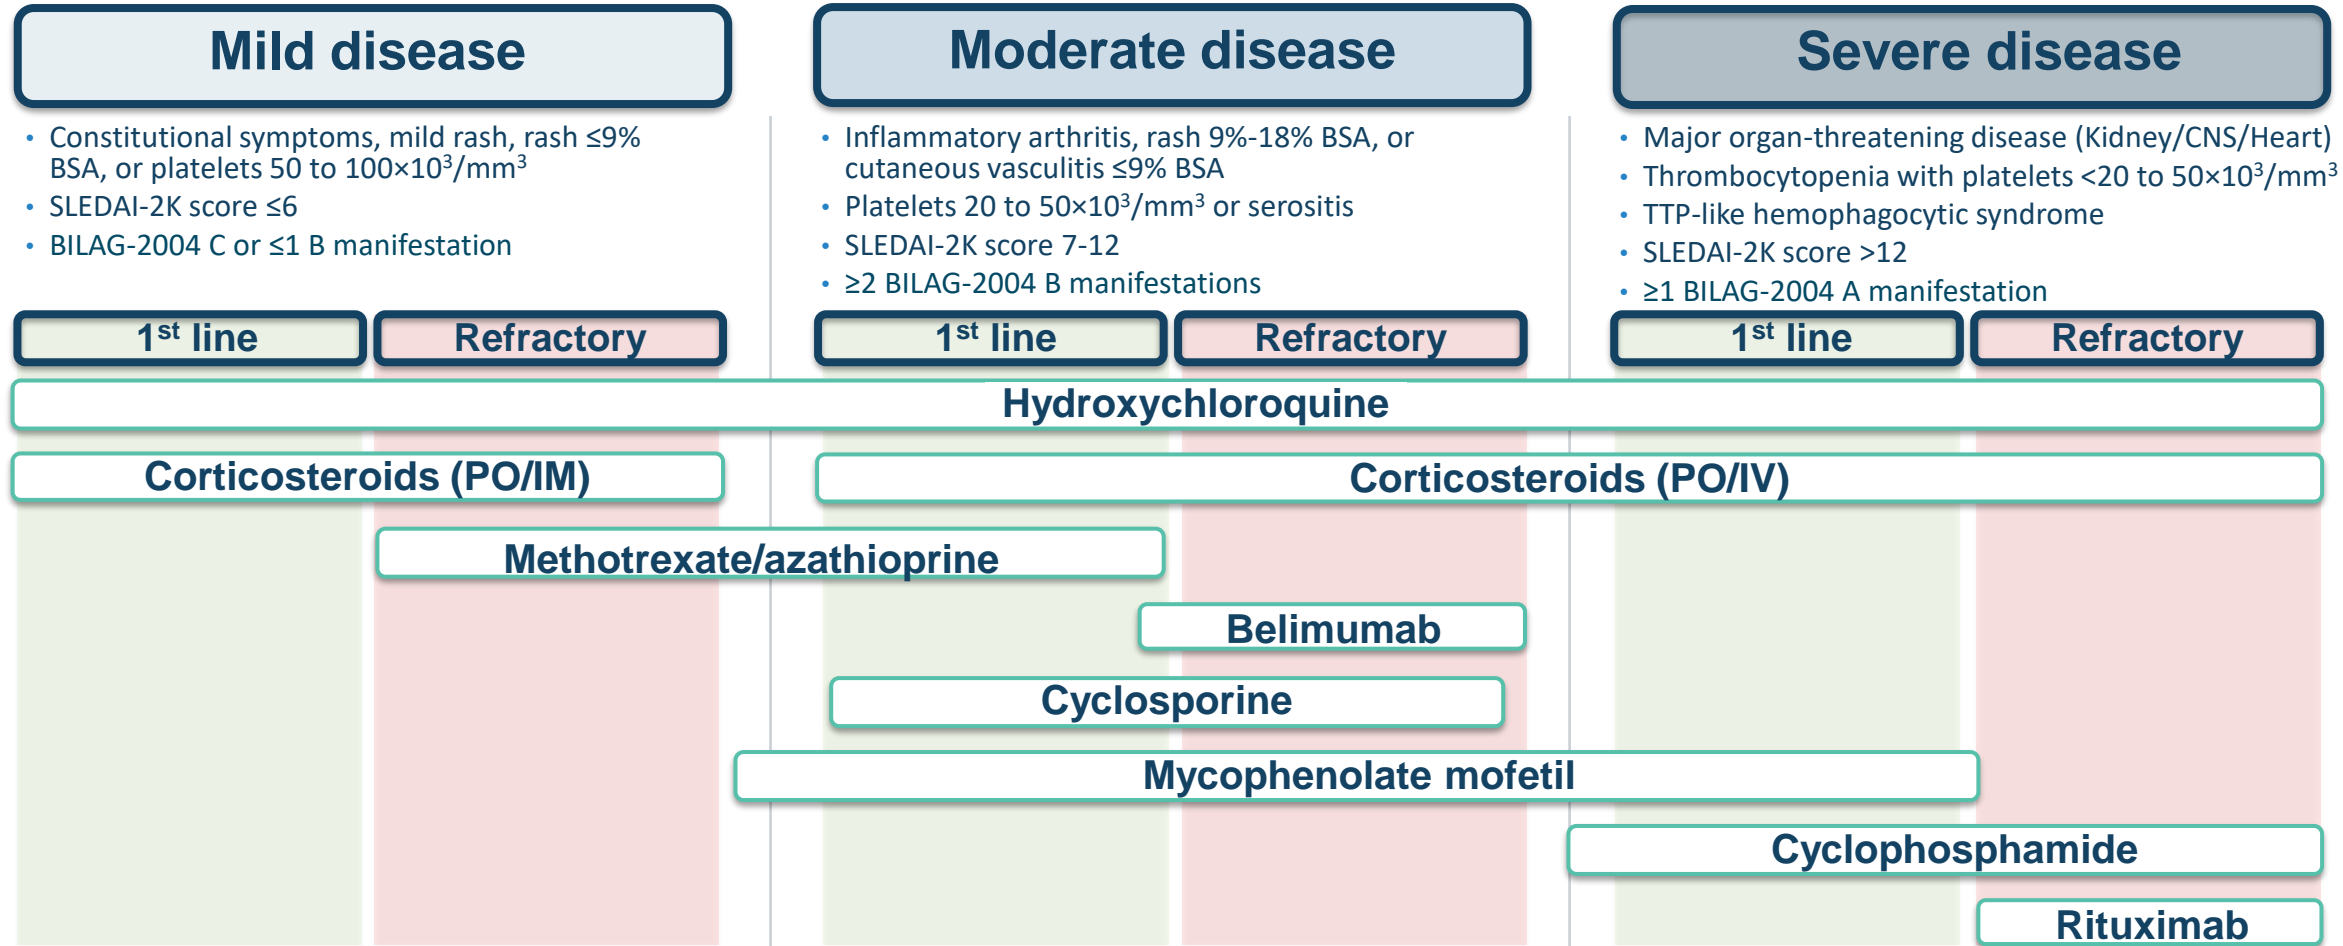 Mild disease
• Constitutional symptoms, mild rash, rash ≤9%
BSA, or platelets 50 to 100×10³/mm³
• SLEDAI-2K score ≤6
• BILAG-2004 C or ≤1 B manifestation
Moderate disease
• Inflammatory arthritis, rash 9%-18% BSA, or
cutaneous vasculitis ≤9% BSA
• Platelets 20 to 50×10³/mm³ or serositis
• SLEDAI-2K score 7-12
• ≥2 BILAG-2004 B manifestations
Severe disease
• Major organ-threatening disease (Kidney/CNS/Heart)
• Thrombocytopenia with platelets <20 to 50×10³/mm³
• TTP-like hemophagocytic syndrome
• SLEDAI-2K score >12
• ≥1 BILAG-2004 A manifestation
1st line
Refractory
1st line
Refractory
1st line
Refractory
Hydroxychloroquine
Corticosteroids (PO/IM)
Corticosteroids (PO/IV)
Methotrexate/azathioprine
Belimumab
Cyclosporine
Mycophenolate mofetil
Cyclophosphamide
Rituximab